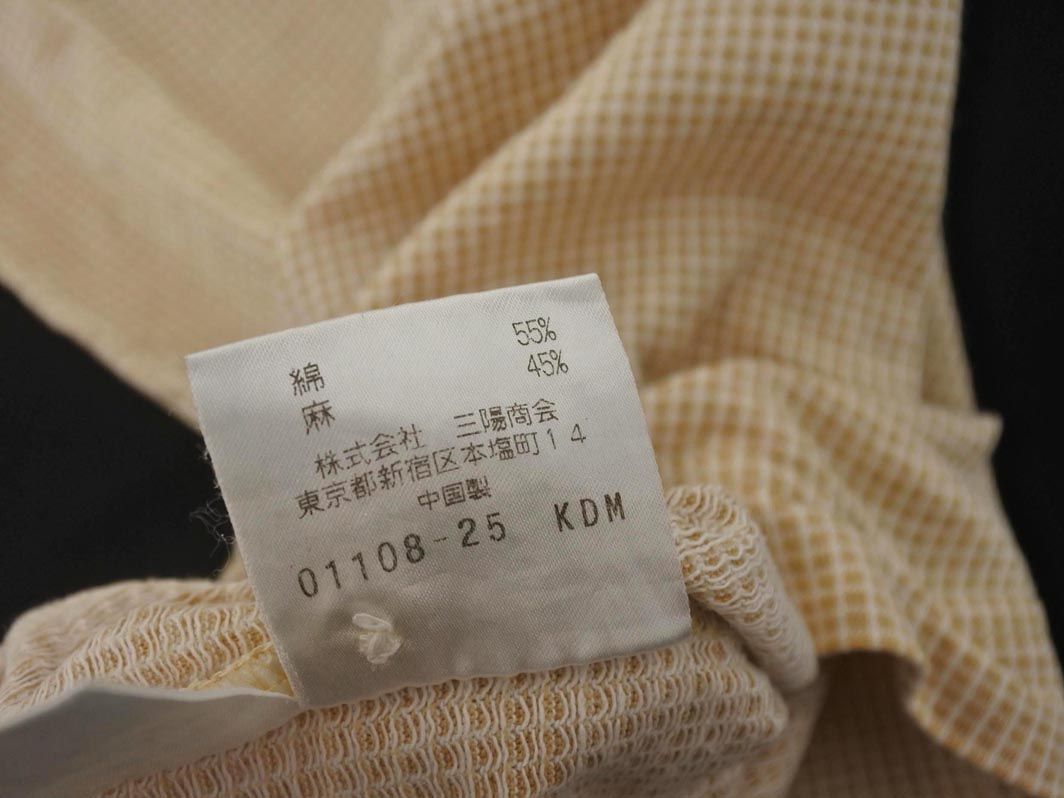 綿 55%
麻 45%
株式会社 三陽商会
東京都新宿区本塩町14
中国製
01108-25 KDM